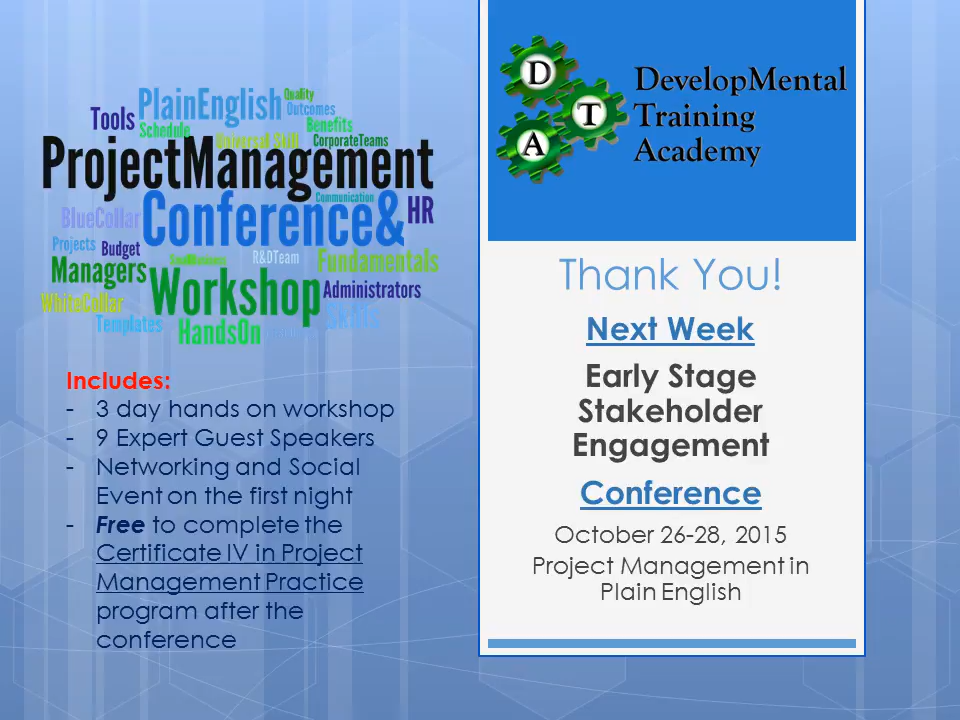 PlainEnglish
Quality
Outcomes
Tools
Schedule
Benefits
Universal Skill
CorporateTeams
ProjectManagement
Communication
BlueCollar
Conference&
HR
Projects
Budget
R&DTeam
Fundamentals
Managers
Workshop
Administrators
WhiteCollar
Templates
HandsOn
Skills
Includes:
- 3 day hands on workshop
- 9 Expert Guest Speakers
- Networking and Social
Event on the first night
- Free to complete the
Certificate IV in Project
Management Practice
program after the
conference
D
T
A
DevelopMental
Training
Academy
Thank You!
Next Week
Early Stage
Stakeholder
Engagement
Conference
October 26-28, 2015
Project Management in
Plain English